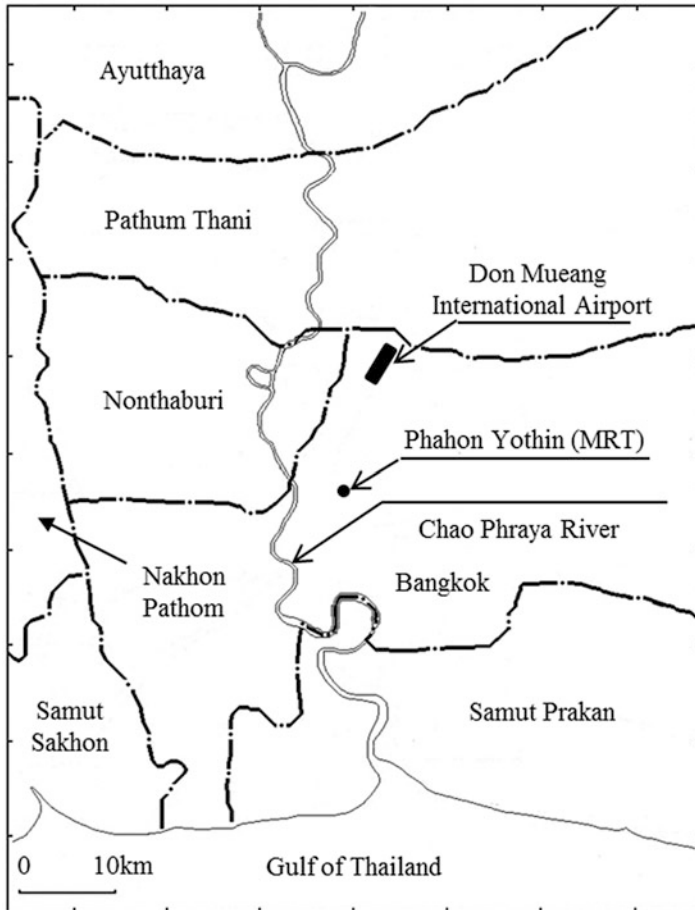 Ayutthaya
Pathum Thani
Don Mueang
International Airport
Nonthaburi
Phahon Yothin (MRT)
Chao Phraya River
Nakhon
Pathom
Bangkok
Samut
Sakhon
Samut Prakan
0 10km
Gulf of Thailand